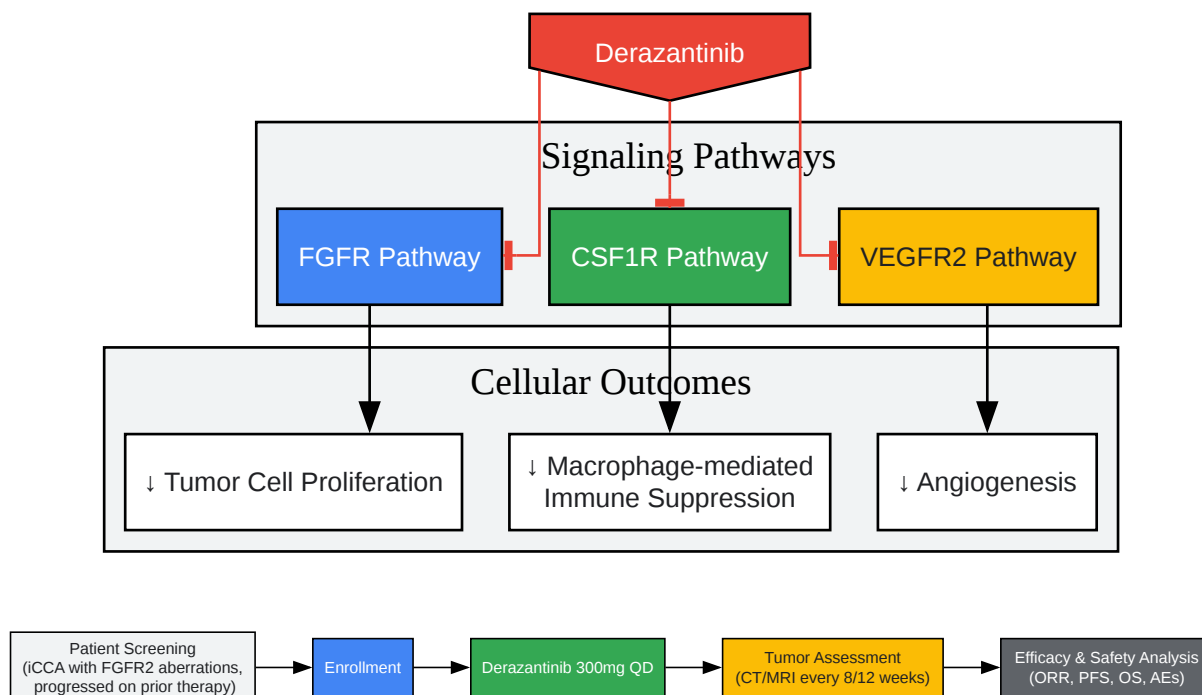 Derazantinib
Signaling Pathways
FGFR Pathway
CSF1R Pathway
VEGFR2 Pathway
Cellular Outcomes
↓ Tumor Cell Proliferation
↓ Macrophage-mediated
Immune Suppression
↓ Angiogenesis
Patient Screening
(iCCA with FGFR2 aberrations,
progressed on prior therapy)
Enrollment
Derazantinib 300mg QD
Tumor Assessment
(CT/MRI every 8/12 weeks)
Efficacy & Safety Analysis
(ORR, PFS, OS, AEs)